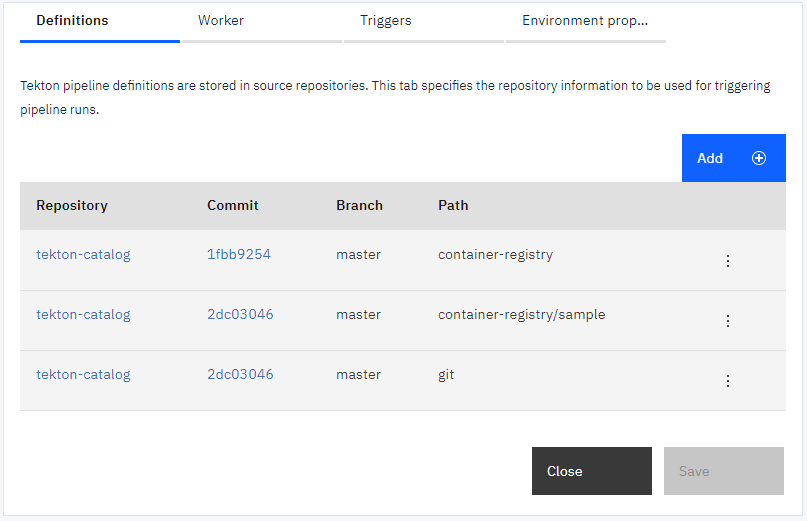 Definitions Worker Triggers Environment prop...
Tekton pipeline definitions are stored in source repositories. This tab specifies the repository information to be used for triggering
pipeline runs.
Add
Repository Commit Branch Path
tekton-catalog 1fbb9254 master container-registry
tekton-catalog 2dc03046 master container-registry/sample
tekton-catalog 2dc03046 master git
Close Save